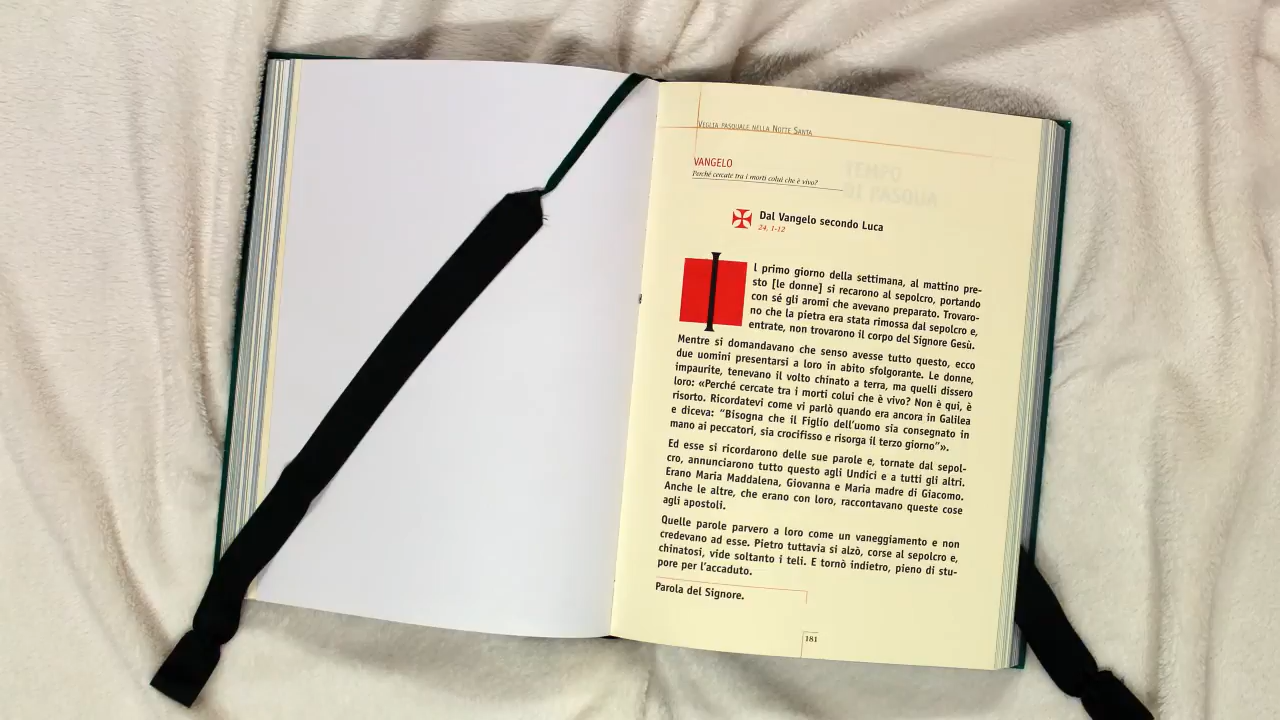 Veglia pasquale nella Notte Santa
VANGELO
Perché cercate tra i morti colui che è vivo?
TEMPO
DI PASQUA
Dal Vangelo secondo Luca
24, 1-12
Il primo giorno della settimana, al mattino pre-
sto [le donne] si recarono al sepolcro, portando
con sé gli aromi che avevano preparato. Trovaro-
no che la pietra era stata rimossa dal sepolcro e,
entrate, non trovarono il corpo del Signore Gesù.
Mentre si domandavano che senso avesse tutto questo, ecco
due uomini presentarsi a loro in abito sfolgorante. Le donne,
impaurite, tenevano il volto chinato a terra, ma quelli dissero
loro: «Perché cercate tra i morti colui che è vivo? Non è qui, è
risorto. Ricordatevi come vi parlò quando era ancora in Galilea
e diceva: “Bisogna che il Figlio dell’uomo sia consegnato in
mano ai peccatori, sia crocifisso e risorga il terzo giorno”».
Ed esse si ricordarono delle sue parole e, tornate dal sepol-
cro, annunciarono tutto questo agli Undici e a tutti gli altri.
Erano Maria Maddalena, Giovanna e Maria madre di Giacomo.
Anche le altre, che erano con loro, raccontavano queste cose
agli apostoli.
Quelle parole parvero a loro come un vaneggiamento e non
credevano ad esse. Pietro tuttavia si alzò, corse al sepolcro e,
chinatosi, vide soltanto i teli. E tornò indietro, pieno di stu-
pore per l’accaduto.
Parola del Signore.
181